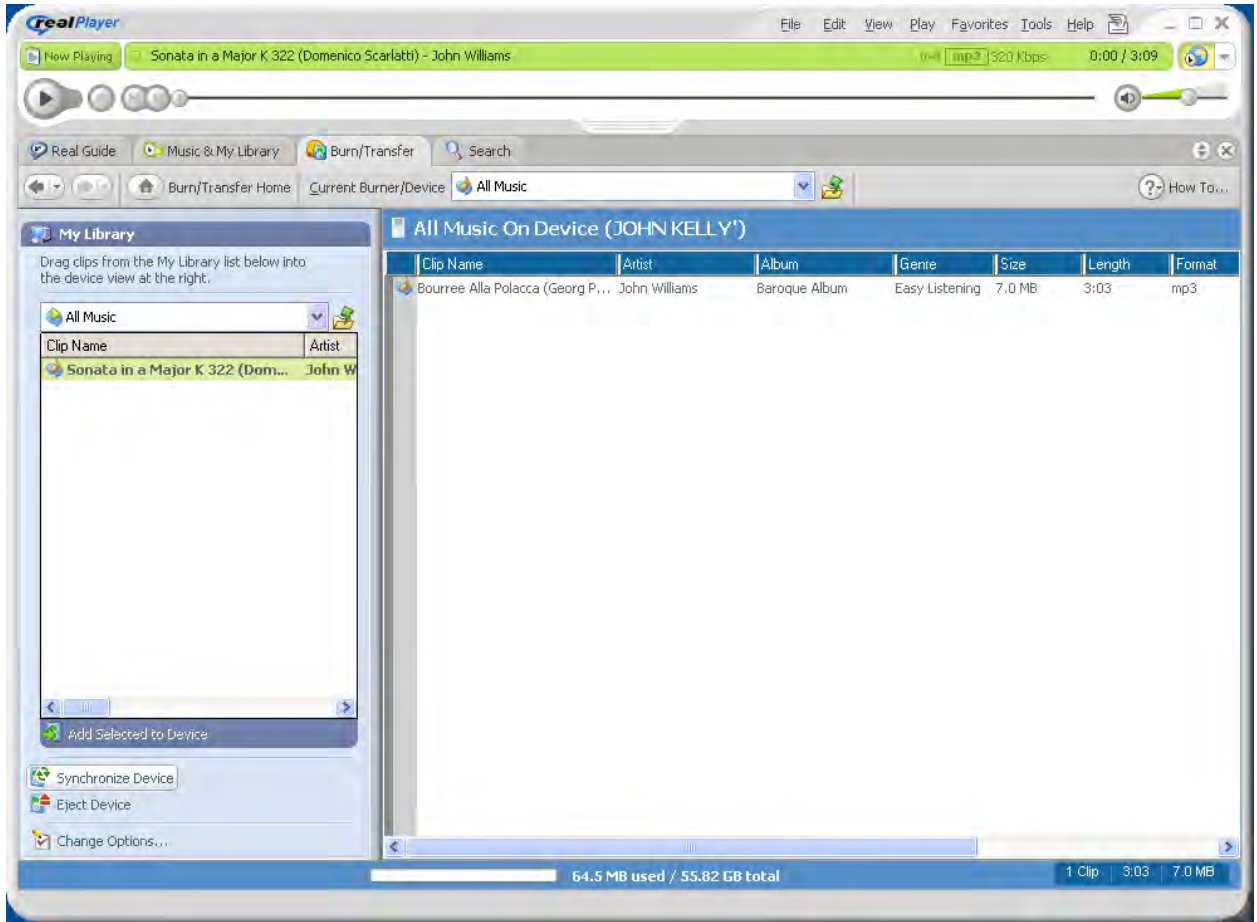 realPlayer
File Edit View Play Favorites Tools Help
Now Playing Sonata in a Major K 322 (Domenico Scarlatti) - John Williams mp3 320 Kbps 0:00 / 3:09
Real Guide Music & My Library Burn/Transfer Search
Burn/Transfer Home Current Burner/Device All Music How To...
My Library
Drag clips from the My Library list below into
the device view at the right.
All Music
Clip Name Artist
Sonata in a Major K 322 (Dom... John W
Add Selected to Device
Synchronize Device
Eject Device
Change Options...
All Music On Device (JOHN KELLY')
Clip Name Artist Album Genre Size Length Format
Bourree Alla Polacca (Georg P... John Williams Baroque Album Easy Listening 7.0 MB 3:03 mp3
64.5 MB used / 55.82 GB total
1 Clip 3:03 7.0 MB